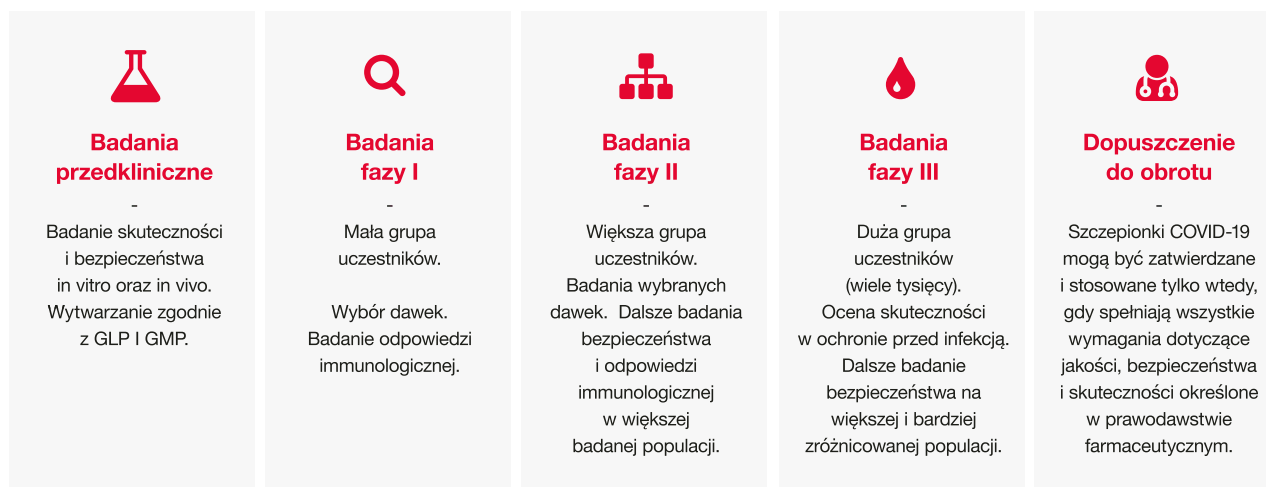 Badania
przedkliniczne
-
Badanie skuteczności
i bezpieczeństwa
in vitro oraz in vivo.
Wytwarzanie zgodnie
z GLP I GMP.
Badania
fazy I
-
Mała grupa
uczestników.
Wybór dawek.
Badanie odpowiedzi
immunologicznej.
Badania
fazy II
-
Większa grupa
uczestników.
Badania wybranych
dawek.  Dalsze badania
bezpieczeństwa
i odpowiedzi
immunologicznej
w większej
badanej populacji.
Badania
fazy III
-
Duża grupa
uczestników
(wiele tysięcy).
Ocena skuteczności
w ochronie przed infekcją.
Dalsze badanie
bezpieczeństwa na
większej i bardziej
zróżnicowanej populacji.
Dopuszczenie
do obrotu
-
Szczepionki COVID-19
mogą być zatwierdzane
i stosowane tylko wtedy,
gdy spełniają wszystkie
wymagania dotyczące
jakości, bezpieczeństwa
i skuteczności określone
w prawodawstwie
farmaceutycznym.